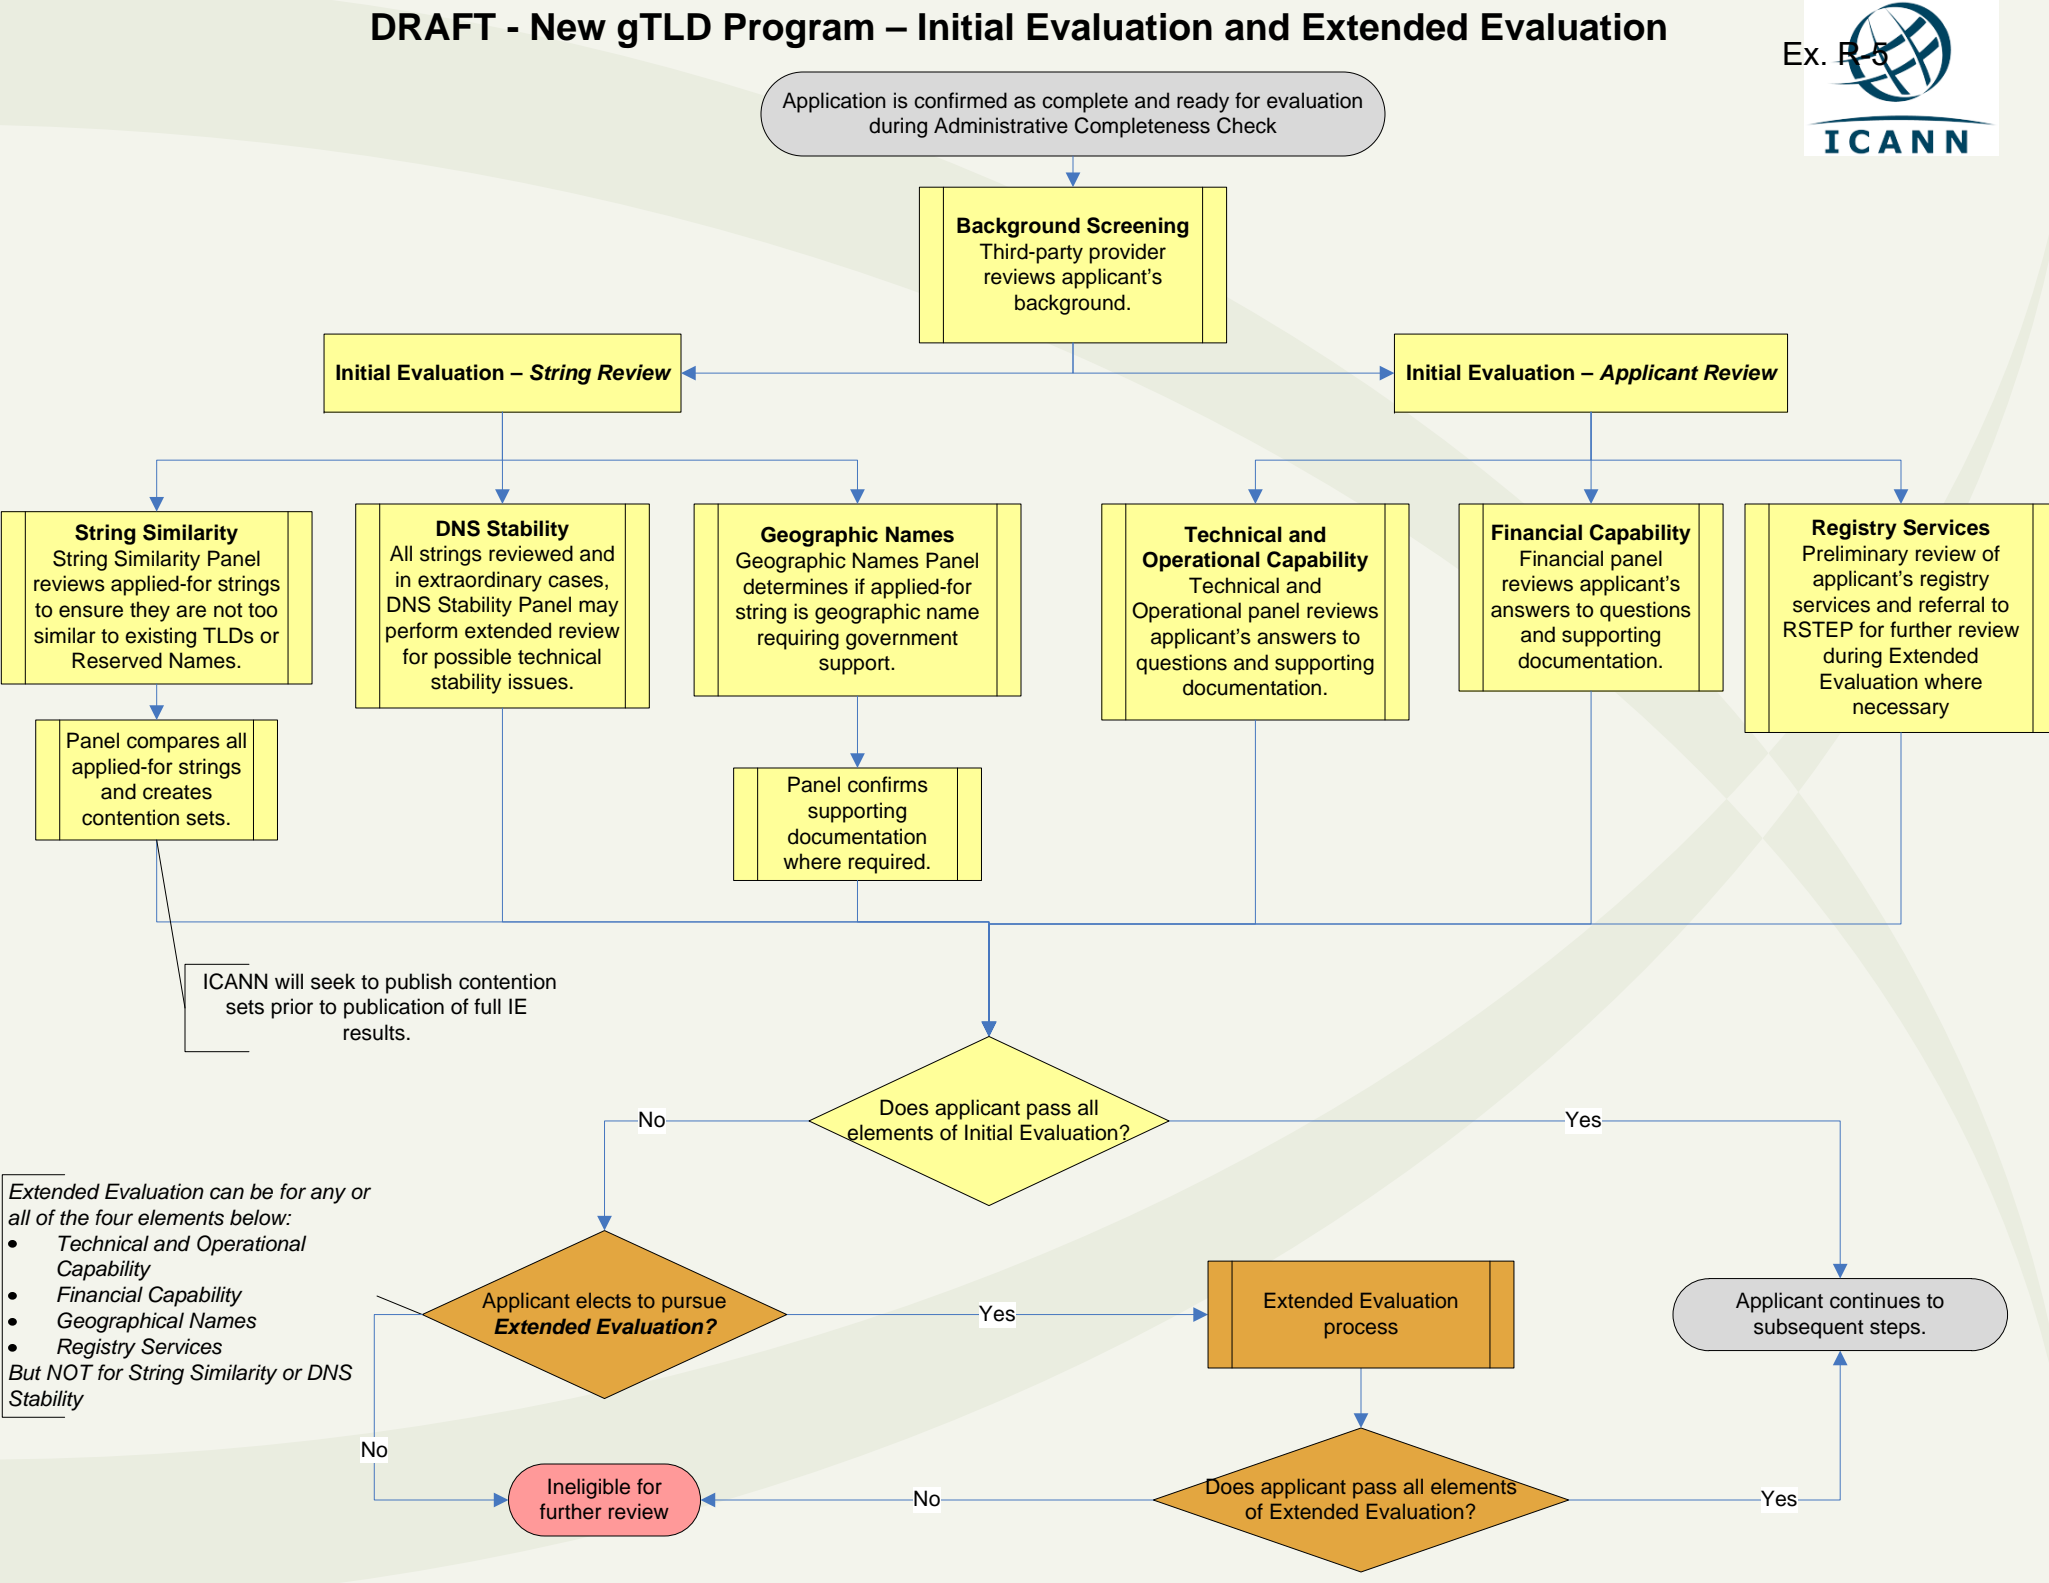 DRAFT - New gTLD Program – Initial Evaluation and Extended Evaluation
Ex. R-5
ICANN
Application is confirmed as complete and ready for evaluation
during Administrative Completeness Check
Background Screening
Third-party provider
reviews applicant’s
background.
Initial Evaluation – String Review
Initial Evaluation – Applicant Review
String Similarity
String Similarity Panel
reviews applied-for strings
to ensure they are not too
similar to existing TLDs or
Reserved Names.
DNS Stability
All strings reviewed and
in extraordinary cases,
DNS Stability Panel may
perform extended review
for possible technical
stability issues.
Geographic Names
Geographic Names Panel
determines if applied-for
string is geographic name
requiring government
support.
Technical and
Operational Capability
Technical and
Operational panel reviews
applicant’s answers to
questions and supporting
documentation.
Financial Capability
Financial panel
reviews applicant’s
answers to questions
and supporting
documentation.
Registry Services
Preliminary review of
applicant’s registry
services and referral to
RSTEP for further review
during Extended
Evaluation where
necessary
Panel compares all
applied-for strings
and creates
contention sets.
Panel confirms
supporting
documentation
where required.
ICANN will seek to publish contention
sets prior to publication of full IE
results.
Does applicant pass all
elements of Initial Evaluation?
No
Yes
Extended Evaluation can be for any or
all of the four elements below:
• Technical and Operational
Capability
• Financial Capability
• Geographical Names
• Registry Services
But NOT for String Similarity or DNS
Stability
Applicant elects to pursue
Extended Evaluation?
Yes
Extended Evaluation
process
Applicant continues to
subsequent steps.
No
Ineligible for
further review
No
Does applicant pass all elements
of Extended Evaluation?
Yes